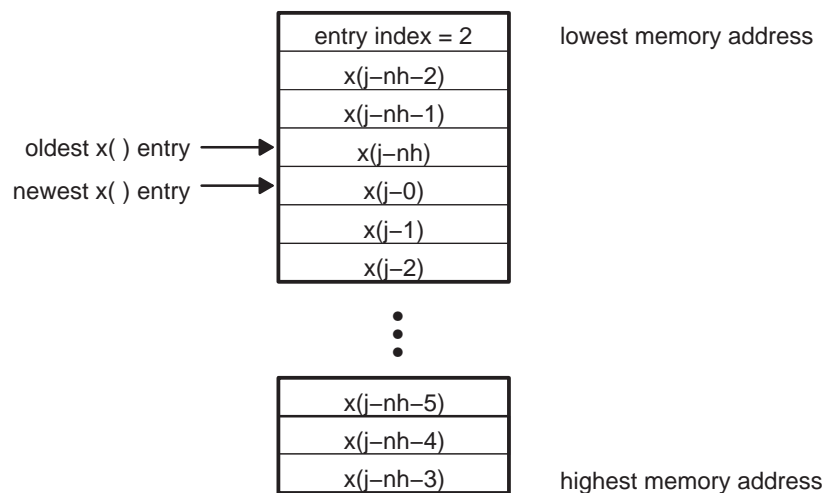 entry index = 2 lowest memory address
x(j−nh−2)
x(j−nh−1)
oldest x( ) entry x(j−nh)
newest x( ) entry x(j−0)
x(j−1)
x(j−2)
x(j−nh−5)
x(j−nh−4)
x(j−nh−3) highest memory address